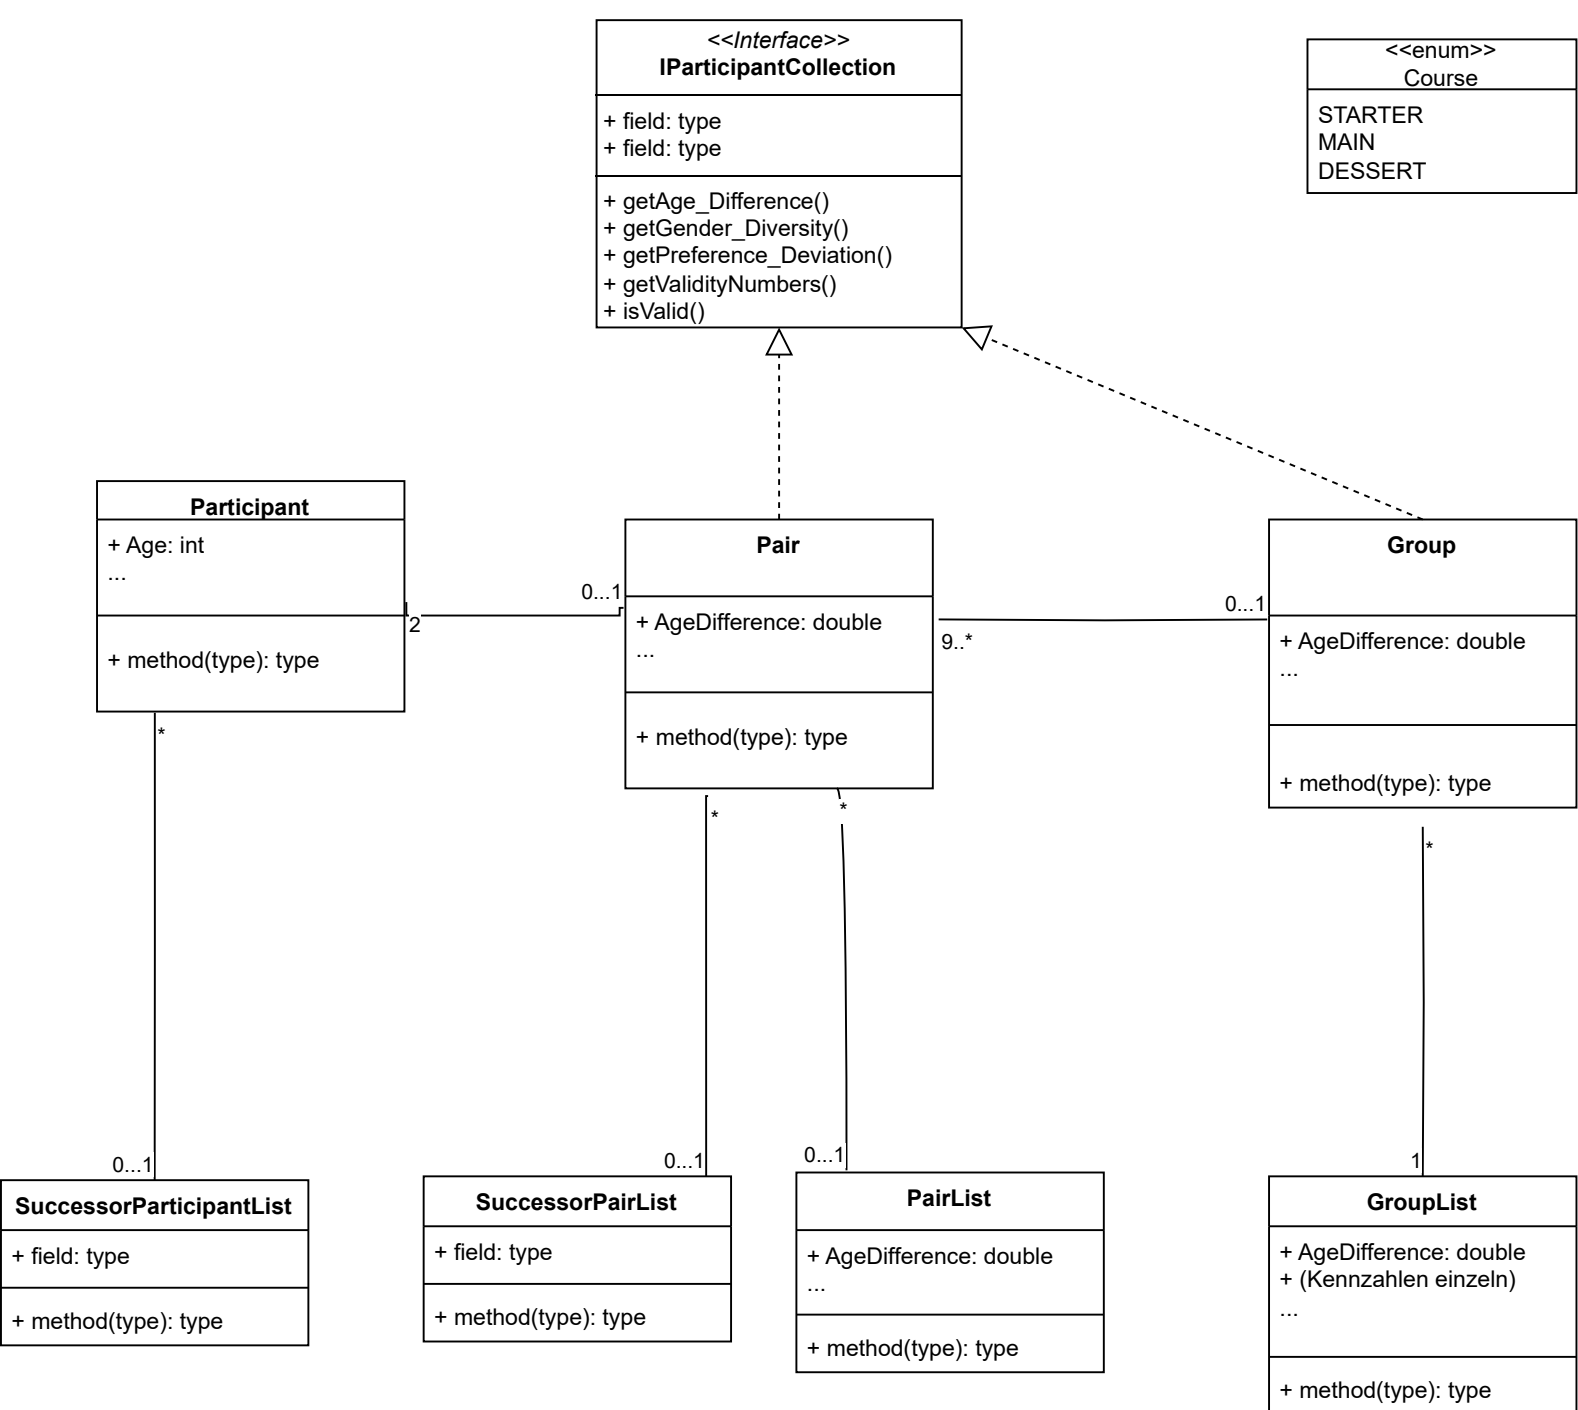 <<Interface>>
IParticipantCollection
+ field: type
+ field: type
+ getAge_Difference()
+ getGender_Diversity()
+ getPreference_Deviation()
+ getValidityNumbers()
+ isValid()
<<enum>>
Course
STARTER
MAIN
DESSERT
Participant
+ Age: int
...
+ method(type): type
2
0...1
Pair
+ AgeDifference: double
...
+ method(type): type
9..*
0...1
Group
+ AgeDifference: double
...
+ method(type): type
*
*
*
*
0...1
0...1
0...1
1
SuccessorParticipantList
+ field: type
+ method(type): type
SuccessorPairList
+ field: type
+ method(type): type
PairList
+ AgeDifference: double
...
+ method(type): type
GroupList
+ AgeDifference: double
+ (Kennzahlen einzeln)
...
+ method(type): type